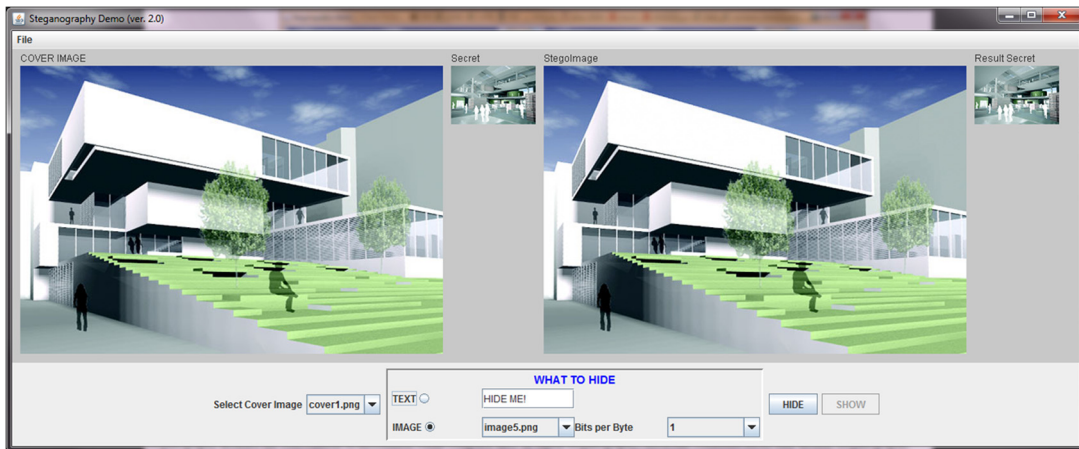 Steganography Demo (ver. 2.0)
File
COVER IMAGE
Secret
StegoImage
Result Secret
WHAT TO HIDE
Select Cover Image cover1.png
TEXT HIDE ME!
IMAGE image5.png Bits per Byte 1
HIDE SHOW